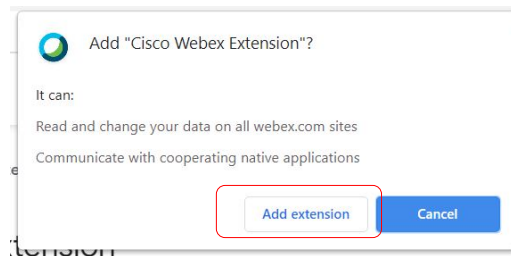 Add "Cisco Webex Extension"?
It can:
Read and change your data on all webex.com sites
Communicate with cooperating native applications
Add extension
Cancel